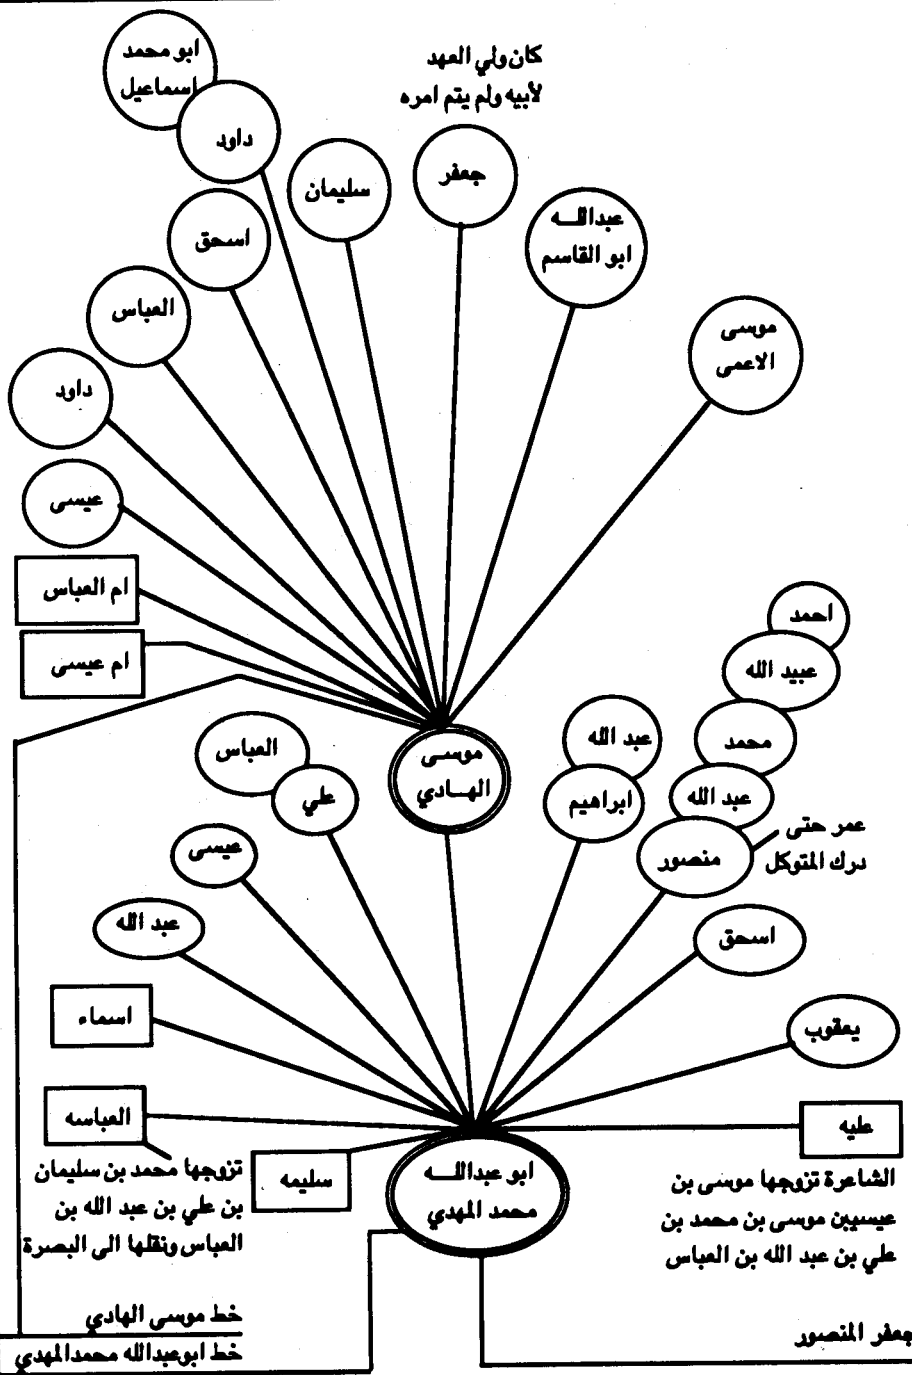 ابو محمد
اسماعيل
داود
كان ولي العهد
لأبيه ولم يتم امره
سليمان
جعفر
عبدالله
ابو القاسم
اسحق
العباس
موسى
الاعمى
داود
عيسى
ام العباس
ام عيسى
احمد
عبيد الله
محمد
عبد الله
منصور
عمر حتى
درك المتوكل
عبد الله
ابراهيم
موسى
الهادي
العباس
علي
عيسى
عبد الله
اسحق
اسماء
يعقوب
العباسه
عليه
تزوجها محمد بن سليمان
بن علي بن عبد الله بن
العباس ونقلها الى البصرة
سليمه
ابو عبدالله
محمد المهدي
الشاعرة تزوجها موسى بن
عيسيبن موسى بن محمد بن
علي بن عبد الله بن العباس
خط موسى الهادي
خط ابوعبدالله محمدالمهدي
جعفر المنصور